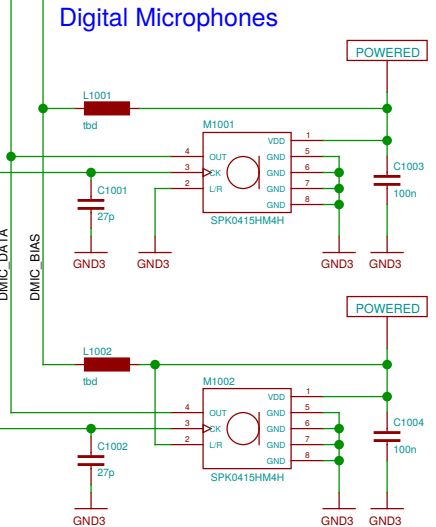 Digital Microphones
POWERED
L1001
tbd
M1001
VDD 1
4 OUT GND 5
3 CK GND 6
2 L/R GND 7
GND 8
SPK0415HM4H
C1001
27p
C1003
100n
GND3 GND3 GND3 GND3
DMIC_DATA
DMIC_BIAS
POWERED
L1002
tbd
M1002
VDD 1
4 OUT GND 5
3 CK GND 6
2 L/R GND 7
GND 8
SPK0415HM4H
C1002
27p
C1004
100n
GND3 GND3 GND3